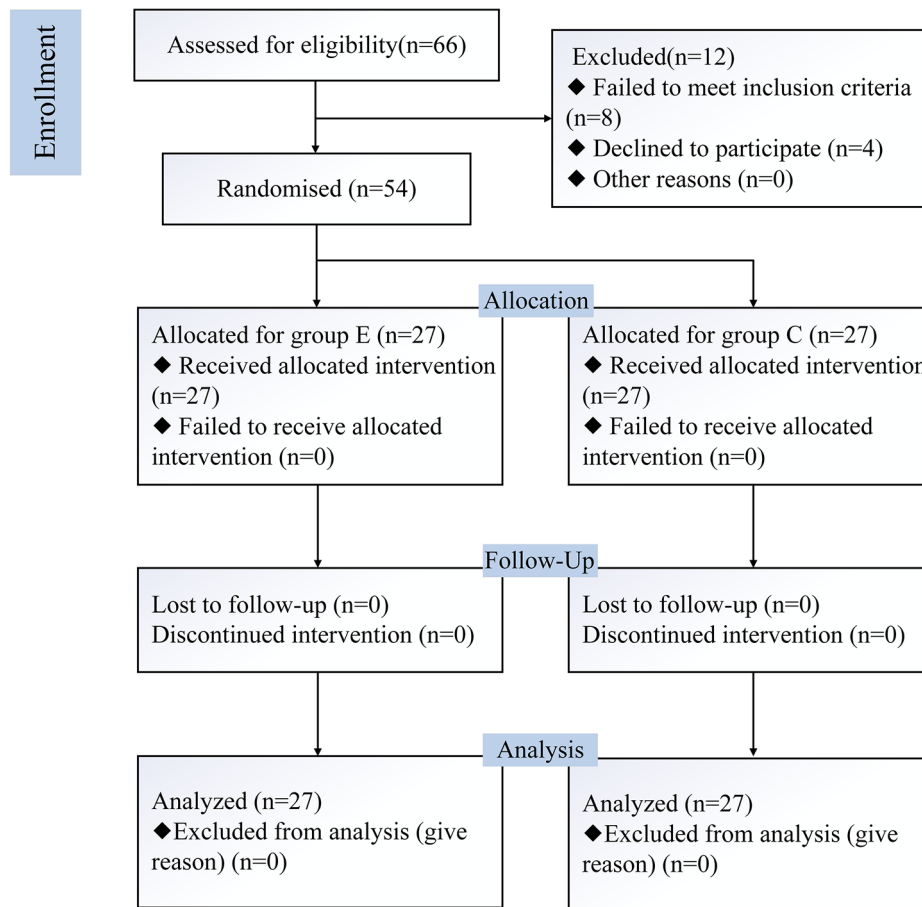 Enrollment
Assessed for eligibility(n=66)
Excluded(n=12)
◆ Failed to meet inclusion criteria
(n=8)
◆ Declined to participate (n=4)
◆ Other reasons (n=0)
Randomised (n=54)
Allocation
Allocated for group E (n=27)
◆ Received allocated intervention
(n=27)
◆ Failed to receive allocated
intervention (n=0)
Allocated for group C (n=27)
◆ Received allocated intervention
(n=27)
◆ Failed to receive allocated
intervention (n=0)
Follow-Up
Lost to follow-up (n=0)
Discontinued intervention (n=0)
Lost to follow-up (n=0)
Discontinued intervention (n=0)
Analysis
Analyzed (n=27)
◆Excluded from analysis (give
reason) (n=0)
Analyzed (n=27)
◆Excluded from analysis (give
reason) (n=0)